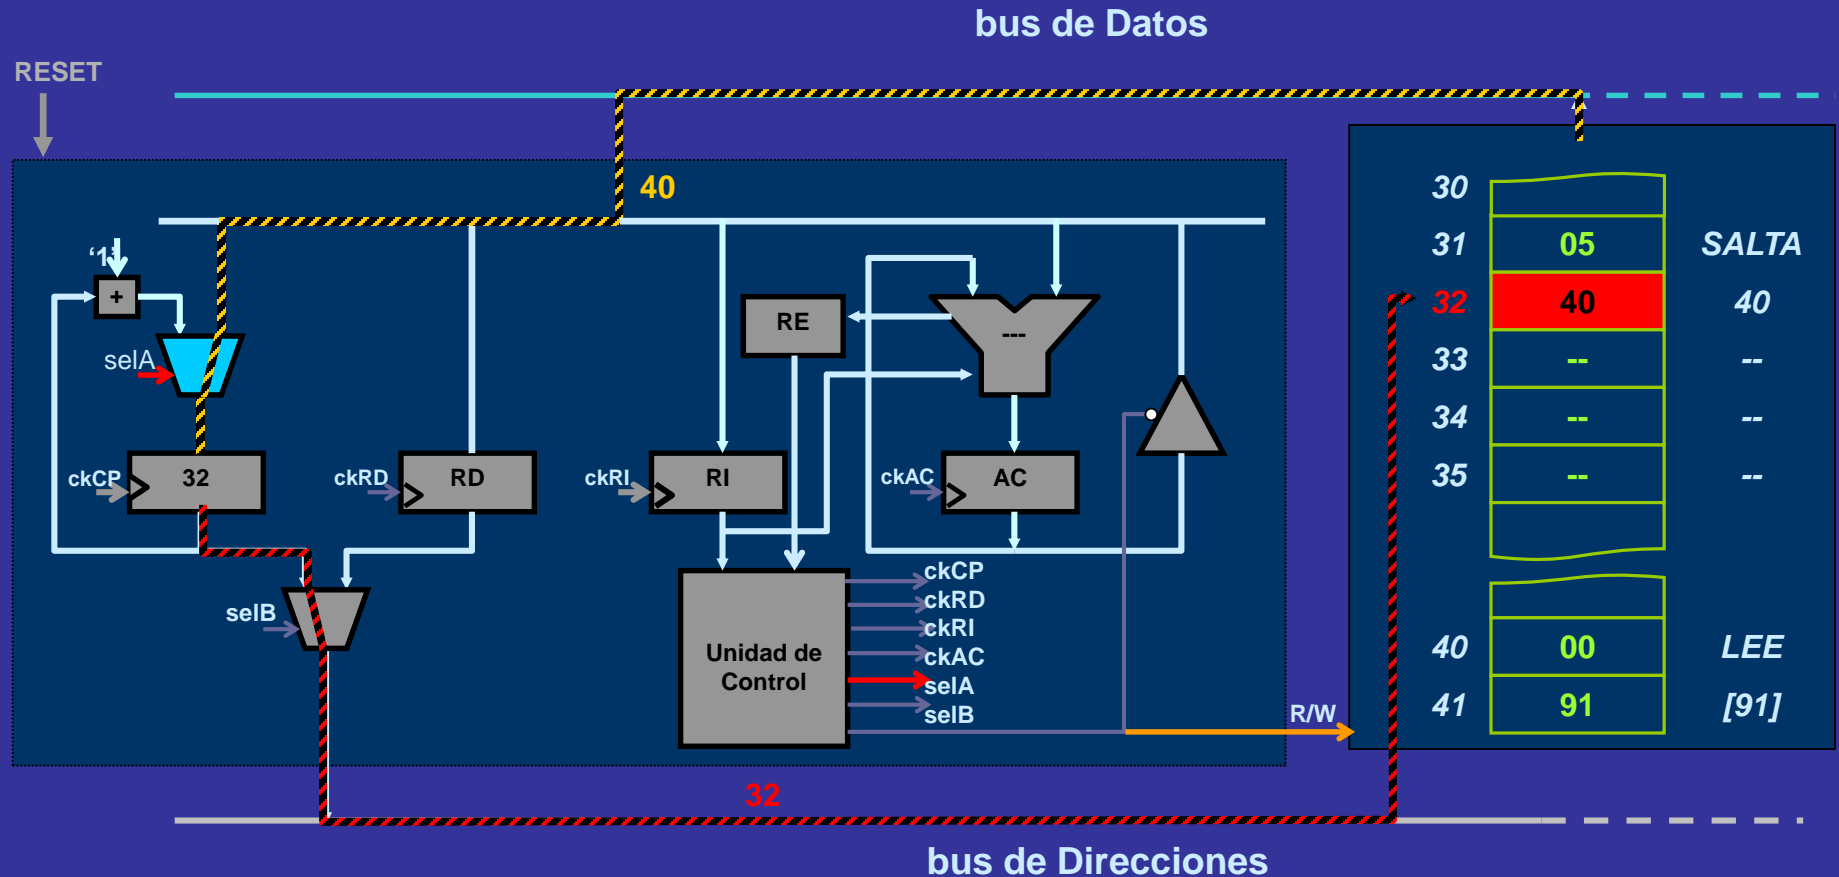 bus de Datos
RESET
40
30
31 05 SALTA
‘1’
+
32 40 40
RE
---
selA
33 -- --
34 -- --
ckCP 32
ckRD RD
ckRI RI
ckAC AC
35 -- --
ckCP
ckRD
selB
ckRI
Unidad de
Control
ckAC
selA
selB
40 00 LEE
41 91 [91]
R/W
32
bus de Direcciones